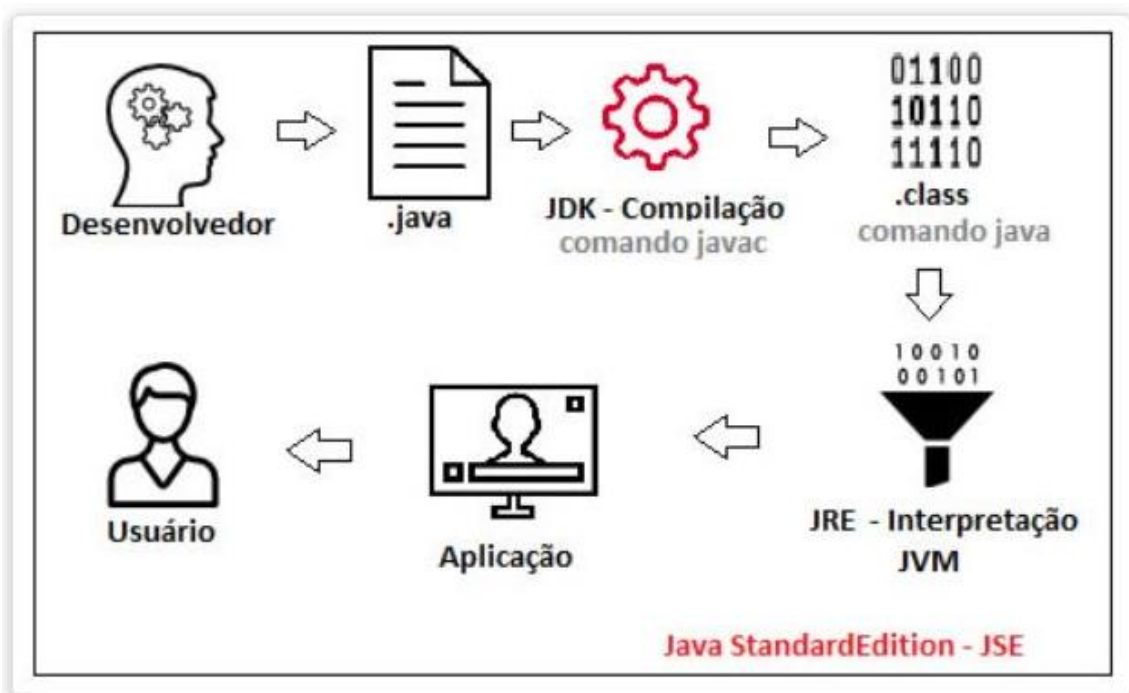 01100
10110
11110
Desenvolvedor
.java
JDK - Compilação
comando javac
.class
comando java
10010
00101
Usuário
Aplicação
JRE - Interpretação
JVM
Java StandardEdition - JSE